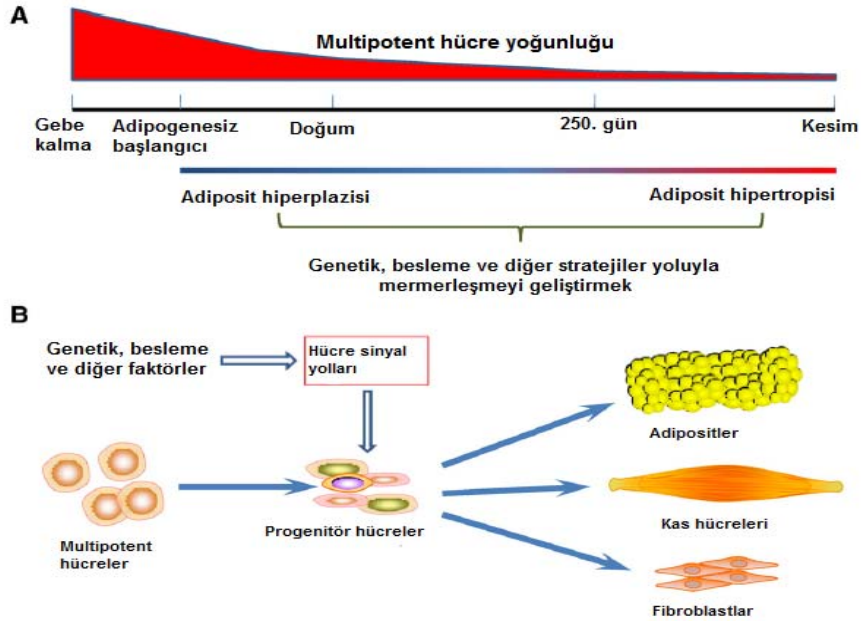 A
Multipotent hücre yoğunluğu
Gebe
kalma
Adipogenesiz
başlangıcı
Doğum
250. gün
Kesim
Adiposit hiperplazisi
Adiposit hipertropisi
Genetik, besleme ve diğer stratejiler yoluyla
mermerleşmeyi geliştirmek
B
Genetik, besleme
ve diğer faktörler
Hücre sinyal
yolları
Adipositler
Multipotent
hücreler
Progenitör hücreler
Kas hücreleri
Fibroblastlar